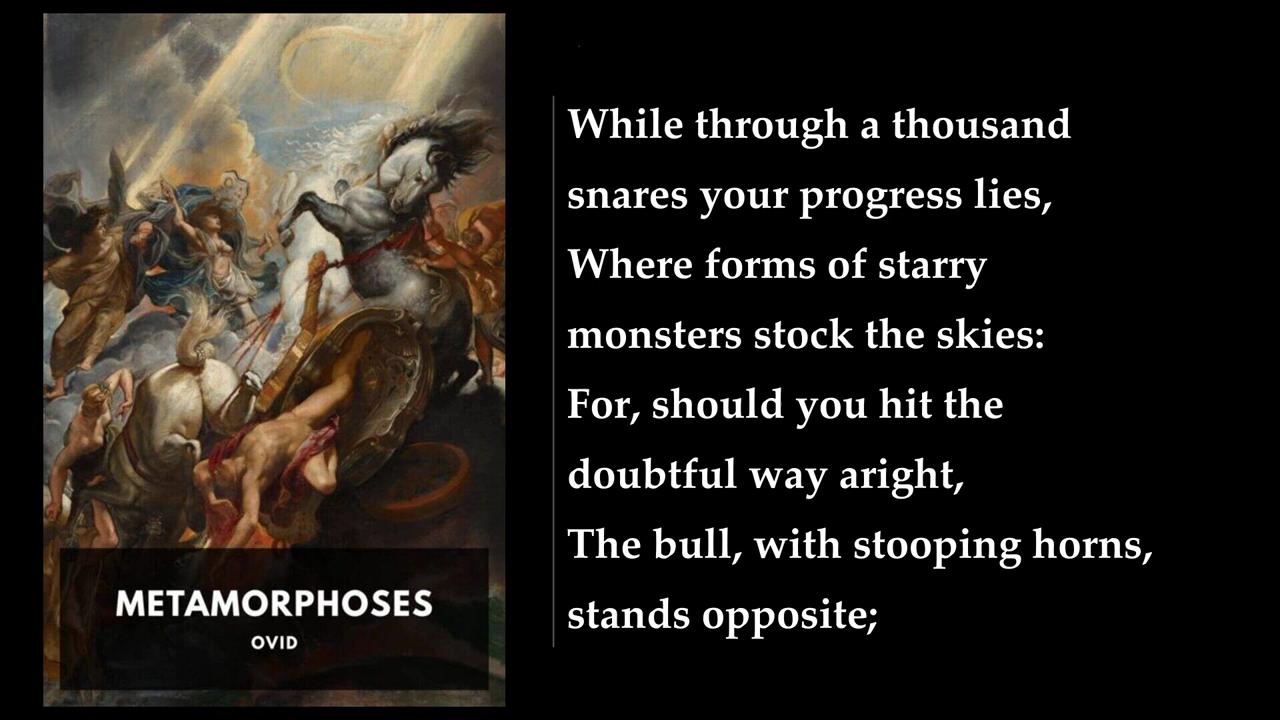 METAMORPHOSES
OVID
While through a thousand
snares your progress lies,
Where forms of starry
monsters stock the skies:
For, should you hit the
doubtful way aright,
The bull, with stooping horns,
stands opposite;